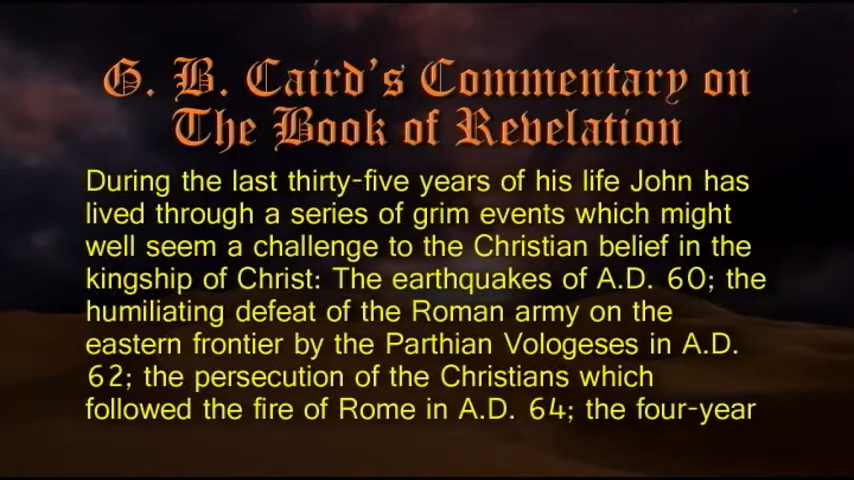 G. B. Caird's Commentary on
The Book of Revelation
During the last thirty-five years of his life John has
lived through a series of grim events which might
well seem a challenge to the Christian belief in the
kingship of Christ: The earthquakes of A.D. 60; the
humiliating defeat of the Roman army on the
eastern frontier by the Parthian Vologeses in A.D.
62; the persecution of the Christians which
followed the fire of Rome in A.D. 64; the four-year